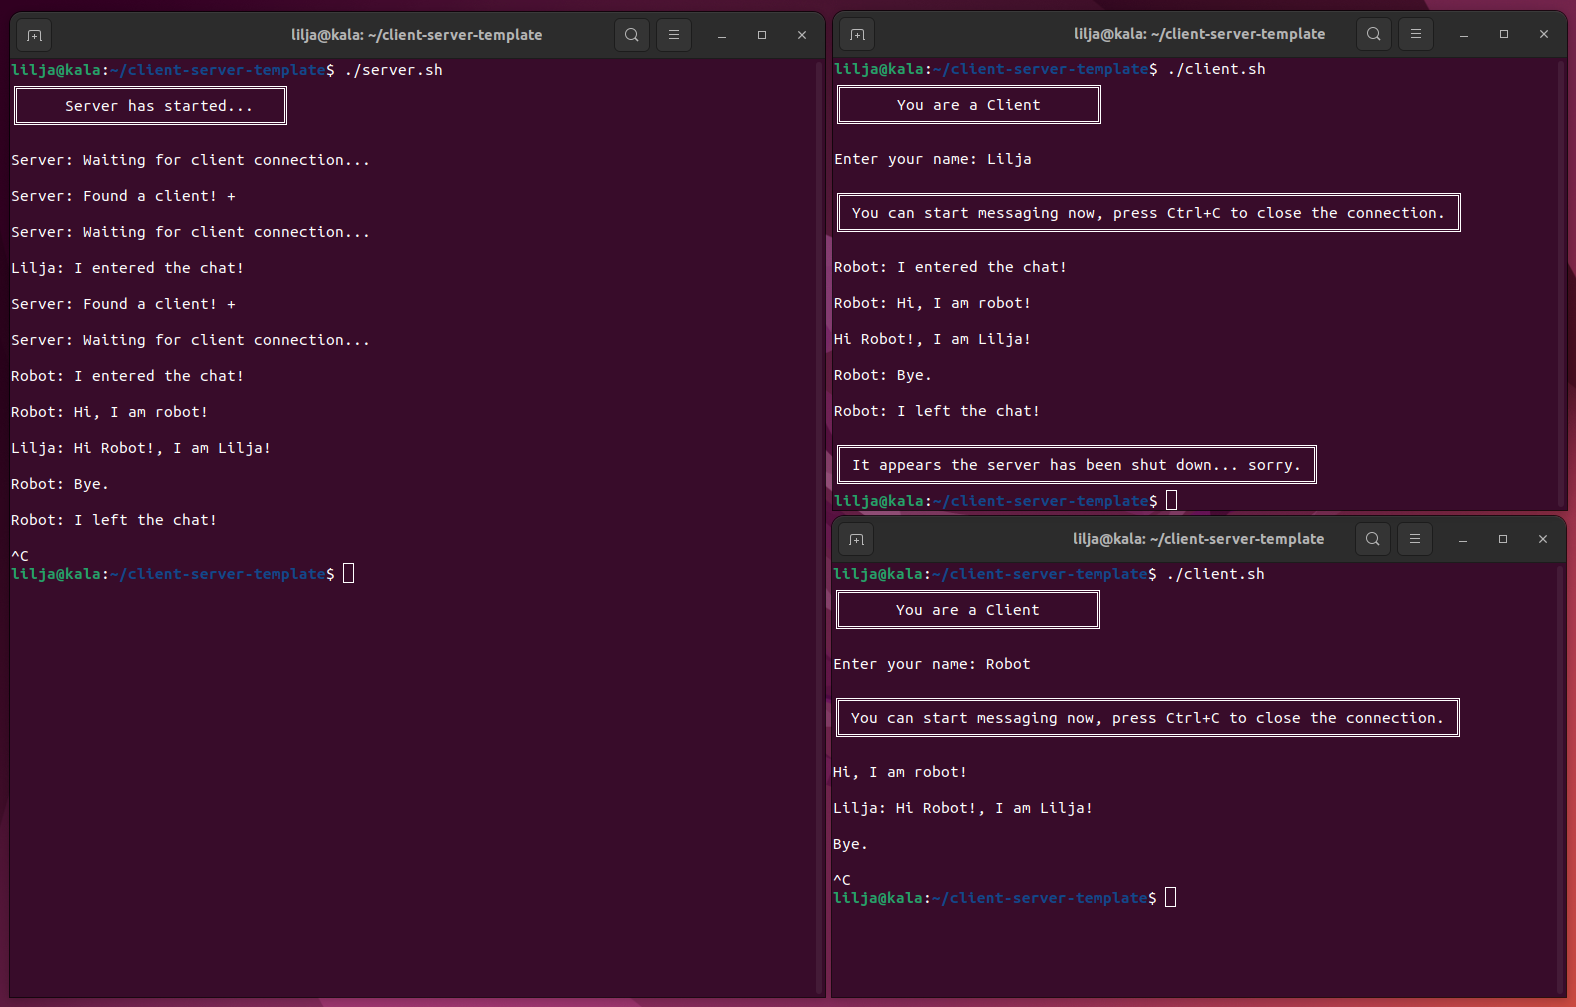 lilja@kala: ~/client-server-template
lilja@kala:~/client-server-template$ ./server.sh
Server has started...
Server: Waiting for client connection...
Server: Found a client! +
Server: Waiting for client connection...
Lilja: I entered the chat!
Server: Found a client! +
Server: Waiting for client connection...
Robot: I entered the chat!
Robot: Hi, I am robot!
Lilja: Hi Robot!, I am Lilja!
Robot: Bye.
Robot: I left the chat!
^C
lilja@kala:~/client-server-template$
lilja@kala: ~/client-server-template
lilja@kala:~/client-server-template$ ./client.sh
You are a Client
Enter your name: Lilja
You can start messaging now, press Ctrl+C to close the connection.
Robot: I entered the chat!
Robot: Hi, I am robot!
Hi Robot!, I am Lilja!
Robot: Bye.
Robot: I left the chat!
It appears the server has been shut down... sorry.
lilja@kala:~/client-server-template$
lilja@kala: ~/client-server-template
lilja@kala:~/client-server-template$ ./client.sh
You are a Client
Enter your name: Robot
You can start messaging now, press Ctrl+C to close the connection.
Hi, I am robot!
Lilja: Hi Robot!, I am Lilja!
Bye.
^C
lilja@kala:~/client-server-template$